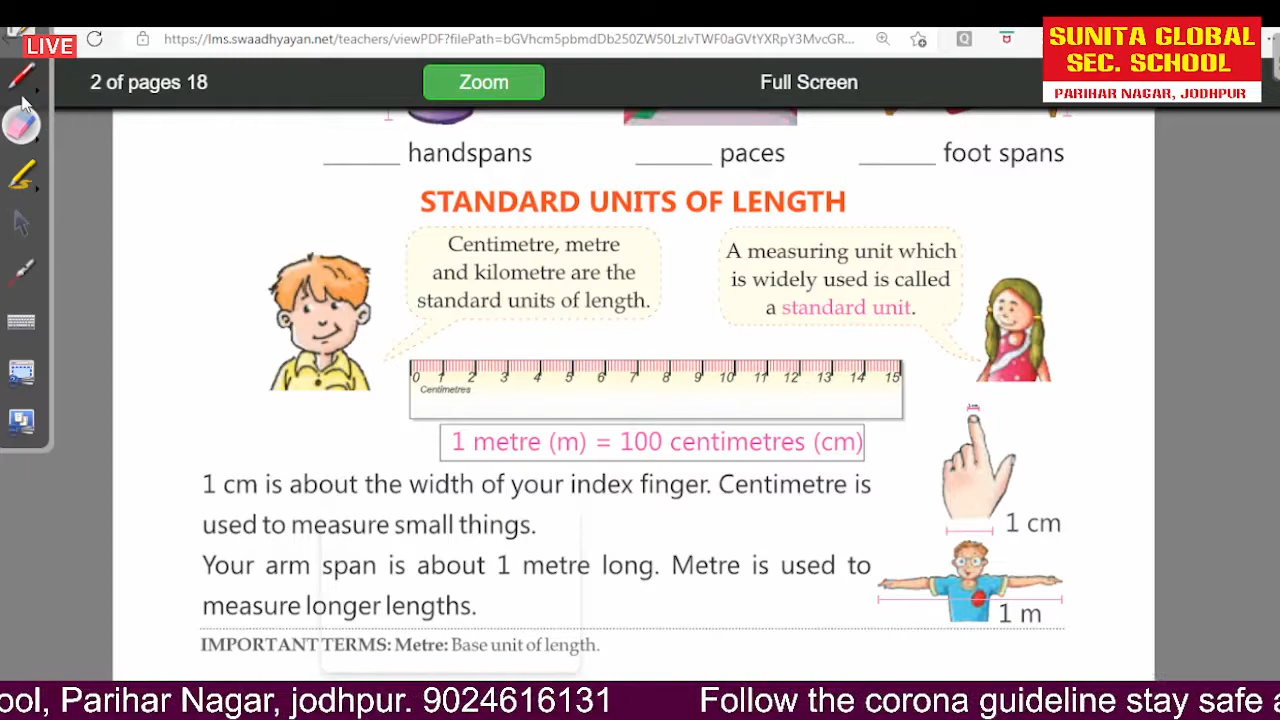 LIVE
https://lms.swaadhyayan.net/teachers/viewPDF?filePath=bGVhcm5pbmdDb250ZW50LzIvTWF0aGVtYXRpY3MvcGR...
SUNITA GLOBAL
SEC. SCHOOL
PARIHAR NAGAR, JODHPUR
2 of pages 18
Zoom
Full Screen
______ handspans ______ paces ______ foot spans
STANDARD UNITS OF LENGTH
Centimetre, metre
and kilometre are the
standard units of length.
A measuring unit which
is widely used is called
a standard unit.
0 1 2 3 4 5 6 7 8 9 10 11 12 13 14 15
Centimetres
1 metre (m) = 100 centimetres (cm)
1 cm is about the width of your index finger. Centimetre is
used to measure small things.
1 cm
Your arm span is about 1 metre long. Metre is used to
measure longer lengths.
1 m
IMPORTANT TERMS: Metre: Base unit of length.
ool, Parihar Nagar, jodhpur. 9024616131 Follow the corona guideline stay safe a